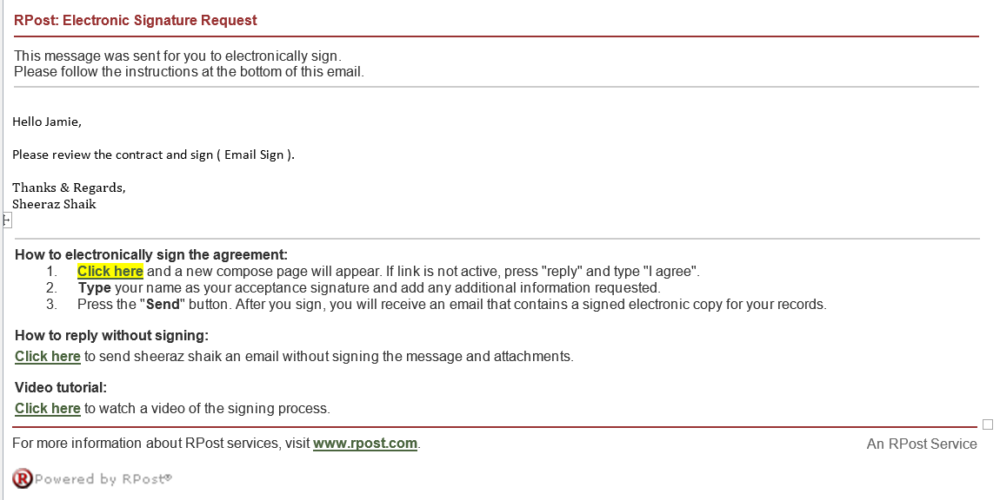 RPost: Electronic Signature Request
This message was sent for you to electronically sign.
Please follow the instructions at the bottom of this email.
Hello Jamie,
Please review the contract and sign ( Email Sign ).
Thanks & Regards,
Sheeraz Shaik
How to electronically sign the agreement:
1. Click here and a new compose page will appear. If link is not active, press "reply" and type "I agree".
2. Type your name as your acceptance signature and add any additional information requested.
3. Press the "Send" button. After you sign, you will receive an email that contains a signed electronic copy for your records.
How to reply without signing:
Click here to send sheeraz shaik an email without signing the message and attachments.
Video tutorial:
Click here to watch a video of the signing process.
For more information about RPost services, visit www.rpost.com. An RPost Service
R Powered by RPost®